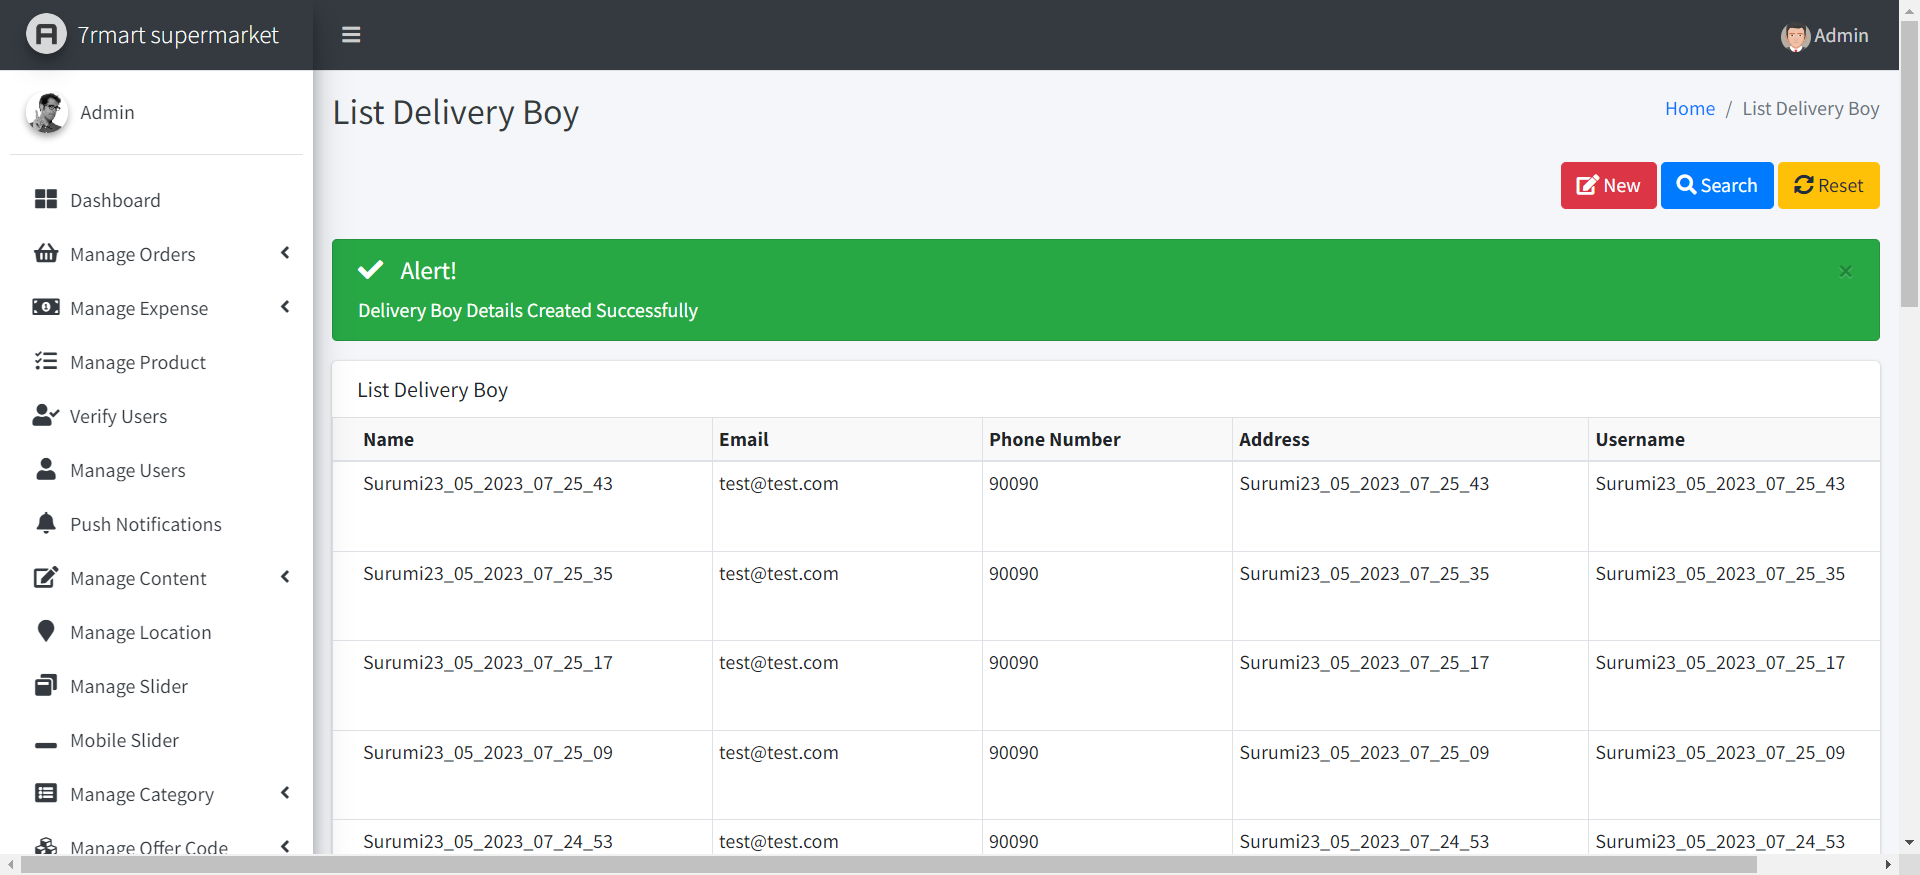 7rmart supermarket
Admin
Admin
Dashboard
Manage Orders
Manage Expense
Manage Product
Verify Users
Manage Users
Push Notifications
Manage Content
Manage Location
Manage Slider
Mobile Slider
Manage Category
Manage Offer Code
List Delivery Boy
Home / List Delivery Boy
New Search Reset
Alert!
×
Delivery Boy Details Created Successfully
List Delivery Boy
Name Email Phone Number Address Username
Surumi23_05_2023_07_25_43 test@test.com 90090 Surumi23_05_2023_07_25_43 Surumi23_05_2023_07_25_43
Surumi23_05_2023_07_25_35 test@test.com 90090 Surumi23_05_2023_07_25_35 Surumi23_05_2023_07_25_35
Surumi23_05_2023_07_25_17 test@test.com 90090 Surumi23_05_2023_07_25_17 Surumi23_05_2023_07_25_17
Surumi23_05_2023_07_25_09 test@test.com 90090 Surumi23_05_2023_07_25_09 Surumi23_05_2023_07_25_09
Surumi23_05_2023_07_24_53 test@test.com 90090 Surumi23_05_2023_07_24_53 Surumi23_05_2023_07_24_53